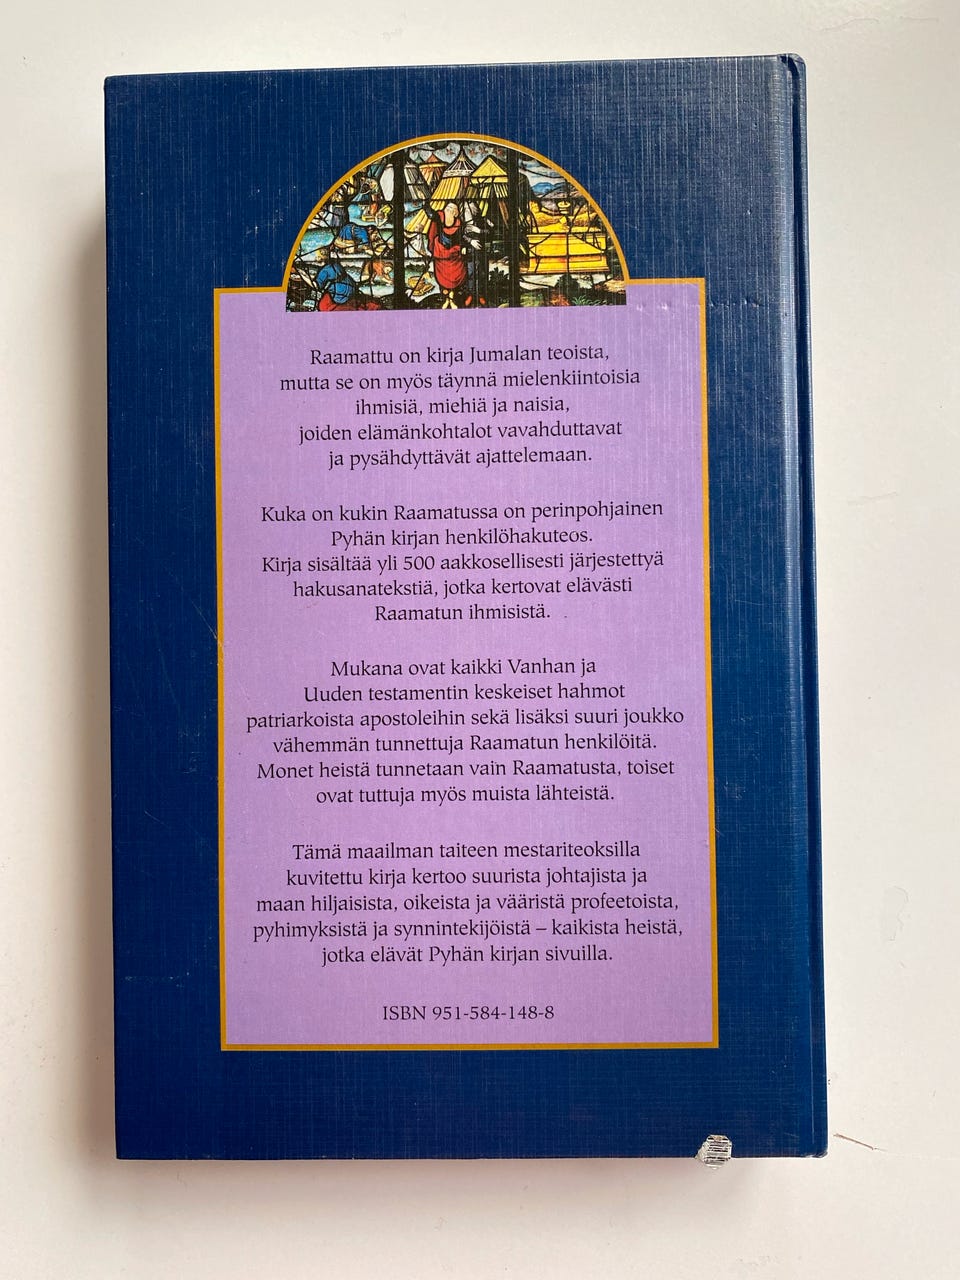 Raamattu on kirja Jumalan teoista,
mutta se on myös täynnä mielenkiintoisia
ihmisiä, miehiä ja naisia,
joiden elämänkohtalot vavahduttavat
ja pysähdyttävät ajattelemaan.
Kuka on kukin Raamatussa on perinpohjainen
Pyhän kirjan henkilöhakuteos.
Kirja sisältää yli 500 aakkosellisesti järjestettyä
hakusanatekstiä, jotka kertovat elävästi
Raamatun ihmisistä.
Mukana ovat kaikki Vanhan ja
Uuden testamentin keskeiset hahmot
patriarkoista apostoleihin sekä lisäksi suuri joukko
vähemmän tunnettuja Raamatun henkilöitä.
Monet heistä tunnetaan vain Raamatusta, toiset
ovat tuttuja myös muista lähteistä.
Tämä maailman taiteen mestariteoksilla
kuvitettu kirja kertoo suurista johtajista ja
maan hiljaisista, oikeista ja vääristä profeetoista,
pyhimyksistä ja synnintekijöistä – kaikista heistä,
jotka elävät Pyhän kirjan sivuilla.
ISBN 951-584-148-8